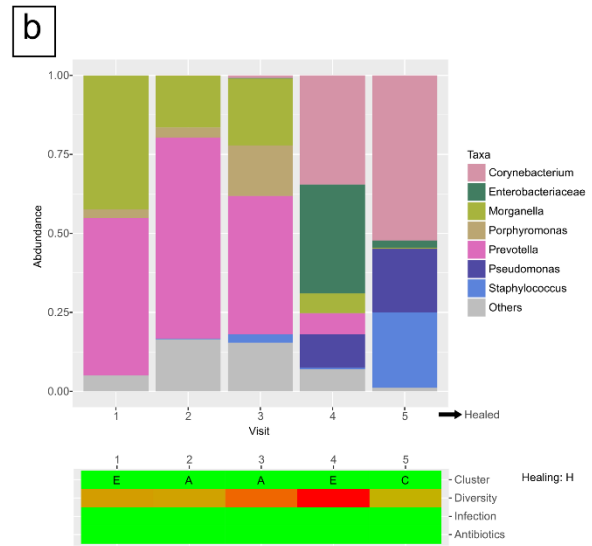 b
1.00
0.75
0.50
0.25
0.00
Abdundance
1 2 3 4 5 Healed
Visit
Taxa
Corynebacterium
Enterobacteriaceae
Morganella
Porphyromonas
Prevotella
Pseudomonas
Staphylococcus
Others
1 2 3 4 5
E A A E C Cluster Healing: H
Diversity
Infection
Antibiotics